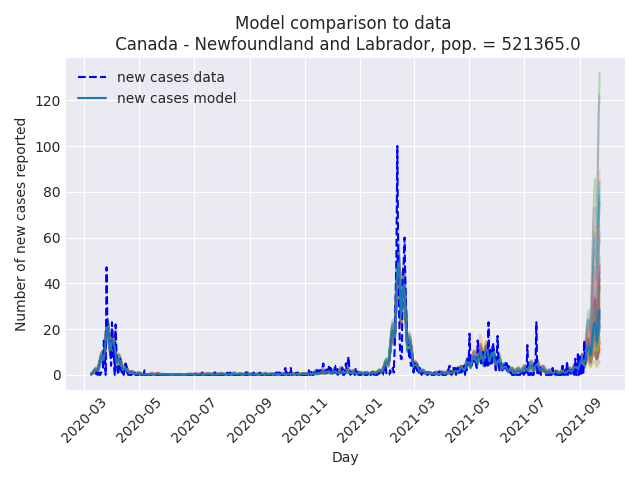 Model comparison to data
Canada - Newfoundland and Labrador, pop. = 521365.0
new cases data
new cases model
Number of new cases reported
120
100
80
60
40
20
0
2020-03
2020-05
2020-07
2020-09
2020-11
2021-01
2021-03
2021-05
2021-07
2021-09
Day